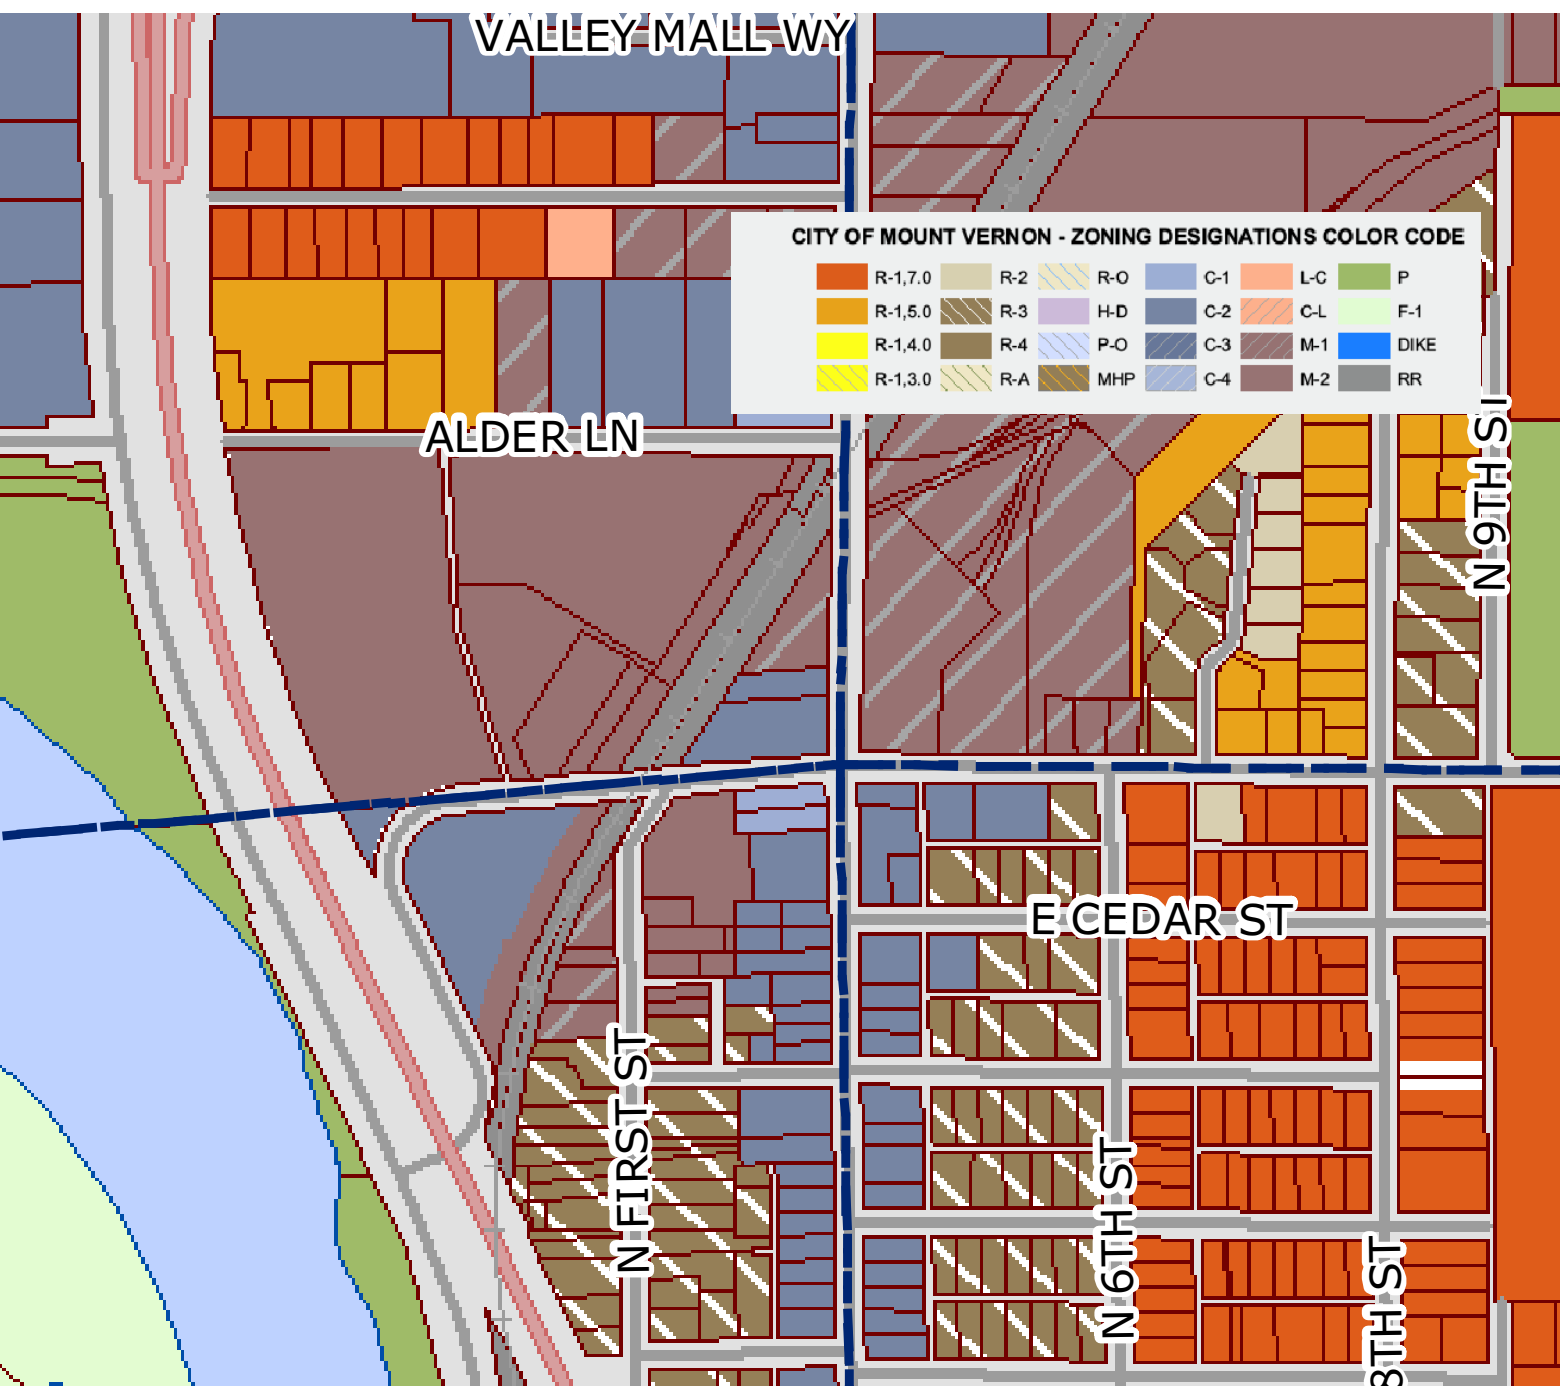 VALLEY MALL WY
CITY OF MOUNT VERNON - ZONING DESIGNATIONS COLOR CODE
R-1,7.0 R-2 R-O C-1 L-C P
R-1,5.0 R-3 H-D C-2 C-L F-1
R-1,4.0 R-4 P-O C-3 M-1 DIKE
R-1,3.0 R-A MHP C-4 M-2 RR
ALDER LN
N 9TH ST
E CEDAR ST
N FIRST ST
N 6TH ST
8TH ST